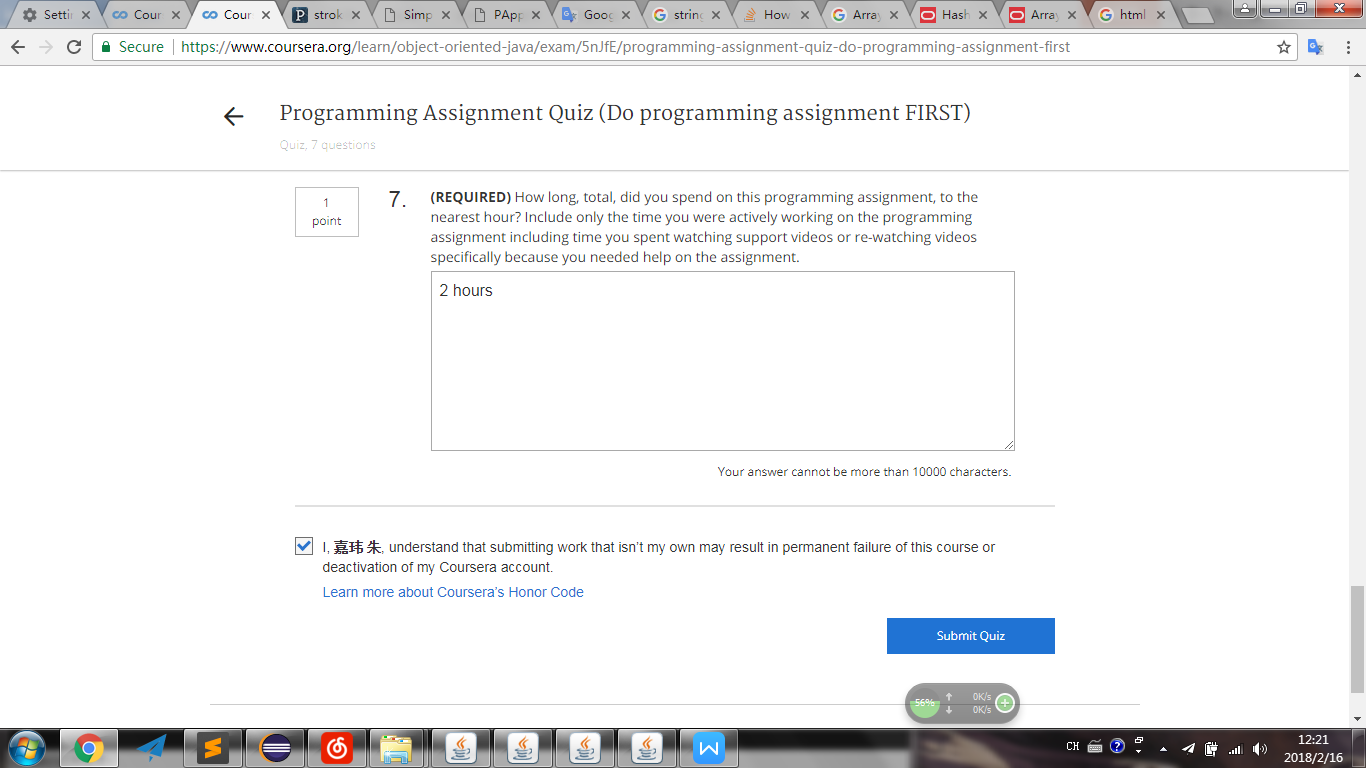 Setti
Cour
Cour
strok
Simp
PApp
Goog
string
How
Array
Hash
Array
html
Secure
https://www.coursera.org/learn/object-oriented-java/exam/5nJfE/programming-assignment-quiz-do-programming-assignment-first
Programming Assignment Quiz (Do programming assignment FIRST)
Quiz, 7 questions
1
point
7.
(REQUIRED) How long, total, did you spend on this programming assignment, to the
nearest hour? Include only the time you were actively working on the programming
assignment including time you spent watching support videos or re-watching videos
specifically because you needed help on the assignment.
2 hours
Your answer cannot be more than 10000 characters.
I, 嘉玮 朱, understand that submitting work that isn't my own may result in permanent failure of this course or
deactivation of my Coursera account.
Learn more about Coursera's Honor Code
Submit Quiz
56%
0K/s
0K/s
CH
12:21
2018/2/16